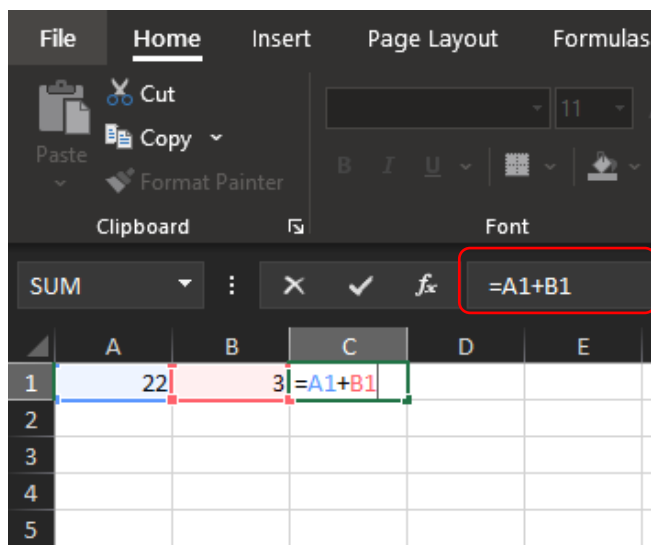 File Home Insert Page Layout Formulas
Cut
Copy
Paste
Format Painter
11
B I U
Clipboard Font
SUM fx =A1+B1
A B C D E
1 22 3 =A1+B1
2
3
4
5